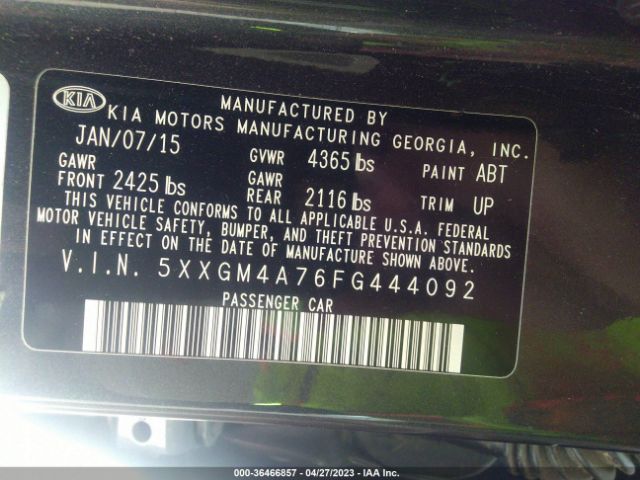 KIA
MANUFACTURED BY
KIA MOTORS MANUFACTURING GEORGIA, INC.
JAN/07/15 GVWR 4365 lbs PAINT ABT
GAWR FRONT 2425 lbs GAWR REAR 2116 lbs TRIM UP
THIS VEHICLE CONFORMS TO ALL APPLICABLE U.S.A. FEDERAL
MOTOR VEHICLE SAFETY, BUMPER, AND THEFT PREVENTION STANDARDS
IN EFFECT ON THE DATE OF MANUFACTURE SHOWN ABOVE.
V.I.N. 5XXGM4A76FG444092
PASSENGER CAR
000-36466857 - 04/27/2023 - IAA Inc.